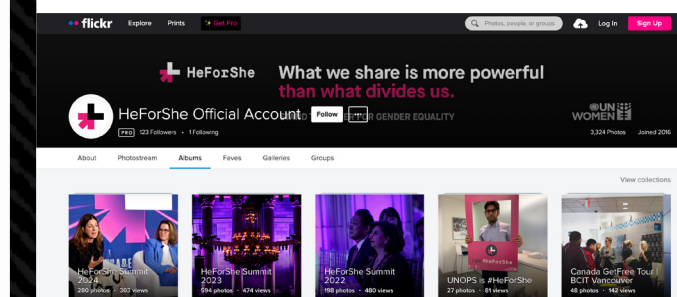 flickr Explore Prints Get Pro Photos, people, or groups Log In Sign Up
HeForShe
What we share is more powerful
than what divides us.
HeForShe Official Account Follow ...
FOR GENDER EQUALITY
UN
WOMEN
PRO 123 Followers • 1 Following
3,324 Photos Joined 2016
About Photostream Albums Faves Galleries Groups
View collections
HeForShe Summit
2024
280 photos • 303 views
HeForShe Summit
2023
594 photos • 474 views
HeForShe Summit
2022
198 photos • 480 views
#HeForShe
UNOPS is #HeForShe
27 photos • 81 views
Canada GetFree Tour |
BCIT Vancouver
48 photos • 142 views